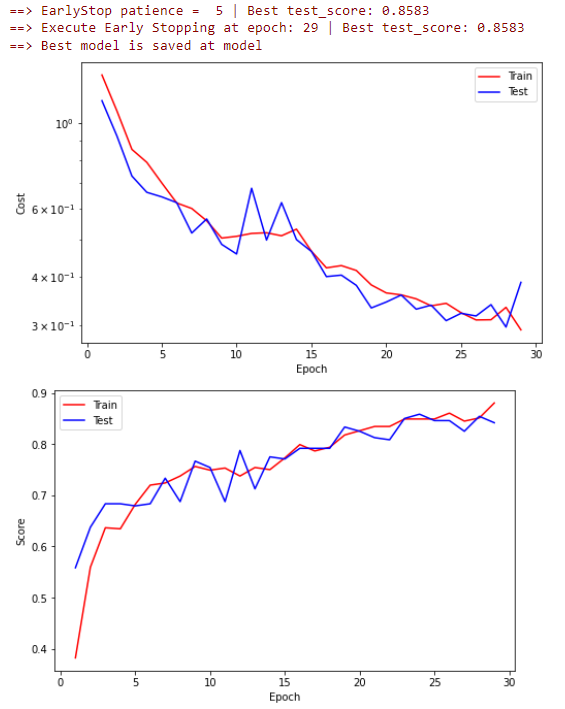 ==> EarlyStop patience =  5 | Best test_score: 0.8583
==> Execute Early Stopping at epoch: 29 | Best test_score: 0.8583
==> Best model is saved at model
Train
Test
10⁰
6 × 10⁻¹
4 × 10⁻¹
3 × 10⁻¹
Cost
0 5 10 15 20 25 30
Epoch
Train
Test
0.9
0.8
0.7
0.6
0.5
0.4
Score
0 5 10 15 20 25 30
Epoch